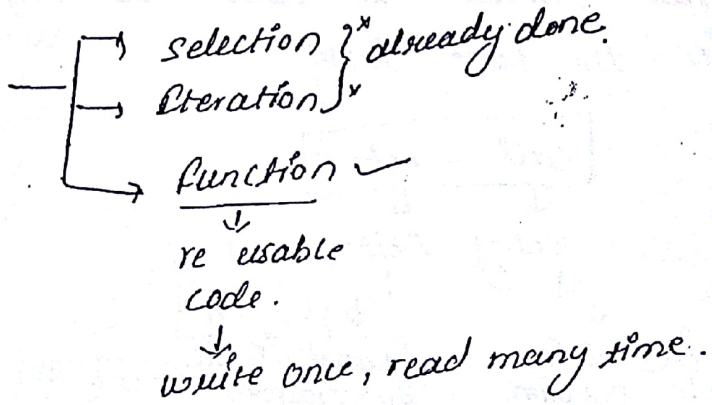 selection } already done.
Iteration }
function ✓
re usable
code.
write once, read many time.